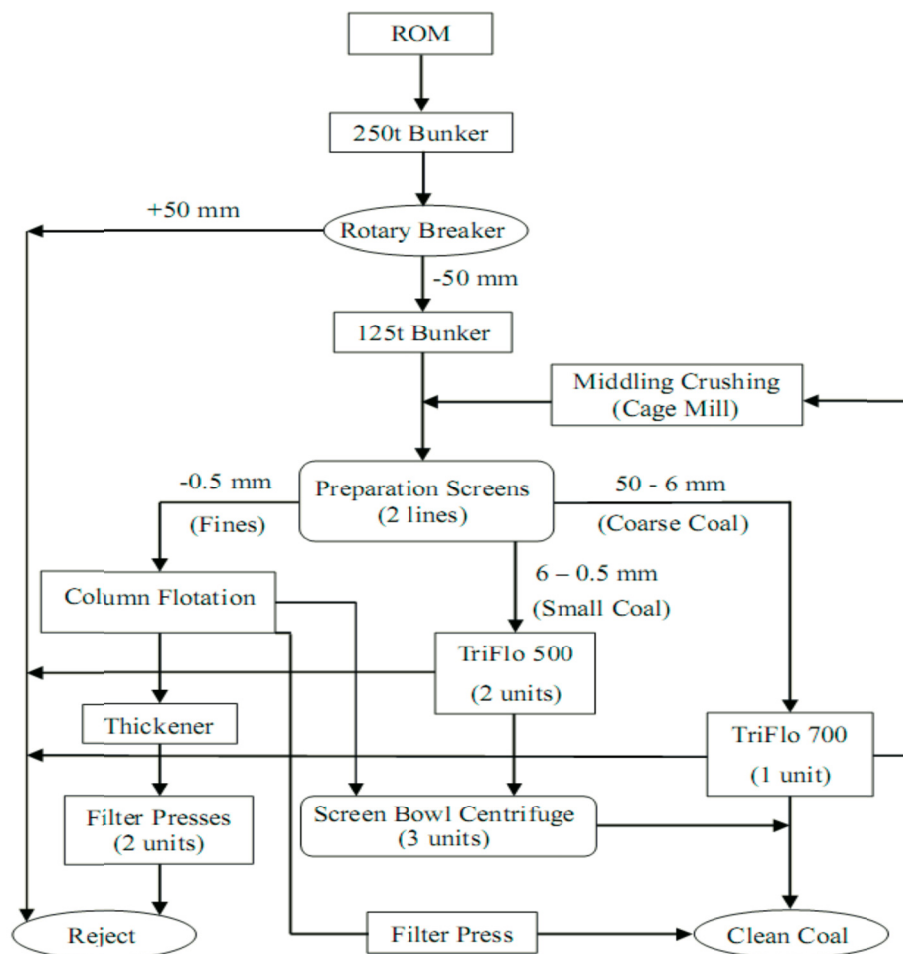 ROM
250t Bunker
+50 mm
Rotary Breaker
-50 mm
125t Bunker
Middling Crushing
(Cage Mill)
-0.5 mm
(Fines)
Preparation Screens
(2 lines)
50 - 6 mm
(Coarse Coal)
6 – 0.5 mm
(Small Coal)
Column Flotation
TriFlo 500
(2 units)
Thickener
TriFlo 700
(1 unit)
Filter Presses
(2 units)
Screen Bowl Centrifuge
(3 units)
Reject
Filter Press
Clean Coal